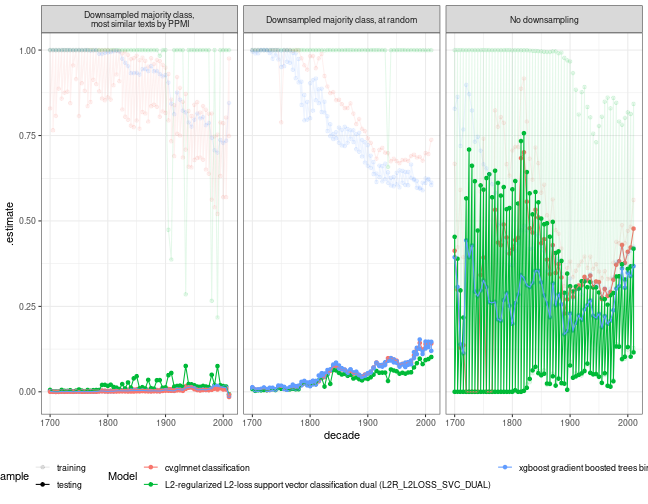 Downsampled majority class,
most similar texts by PPMI
Downsampled majority class, at random
No downsampling
1.00
0.75
0.50
0.25
0.00
.estimate
1700 1800 1900 2000
1700 1800 1900 2000
1700 1800 1900 2000
decade
ample
training
testing
Model
cv.glmnet classification
L2-regularized L2-loss support vector classification dual (L2R_L2LOSS_SVC_DUAL)
xgboost gradient boosted trees bin